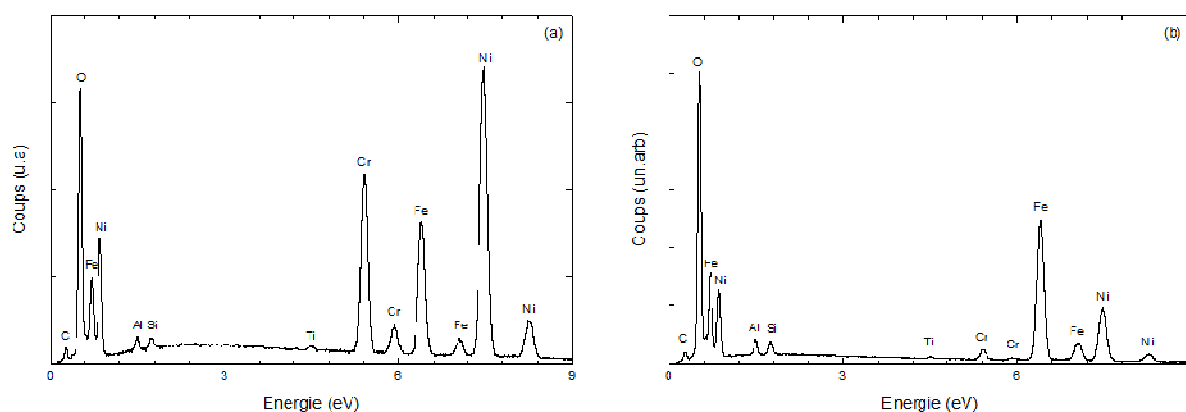 (a)
Ni
O
Cr
Fe
Ni
Fe
C
Al
Si
Ti
Cr
Fe
Ni
Coups (u.a)
0
3
6
9
Energie (eV)
(b)
O
Fe
Fe
Ni
Ni
C
Al
Si
Ti
Cr
Cr
Fe
Ni
Coups (un.arb)
0
3
6
Energie (eV)